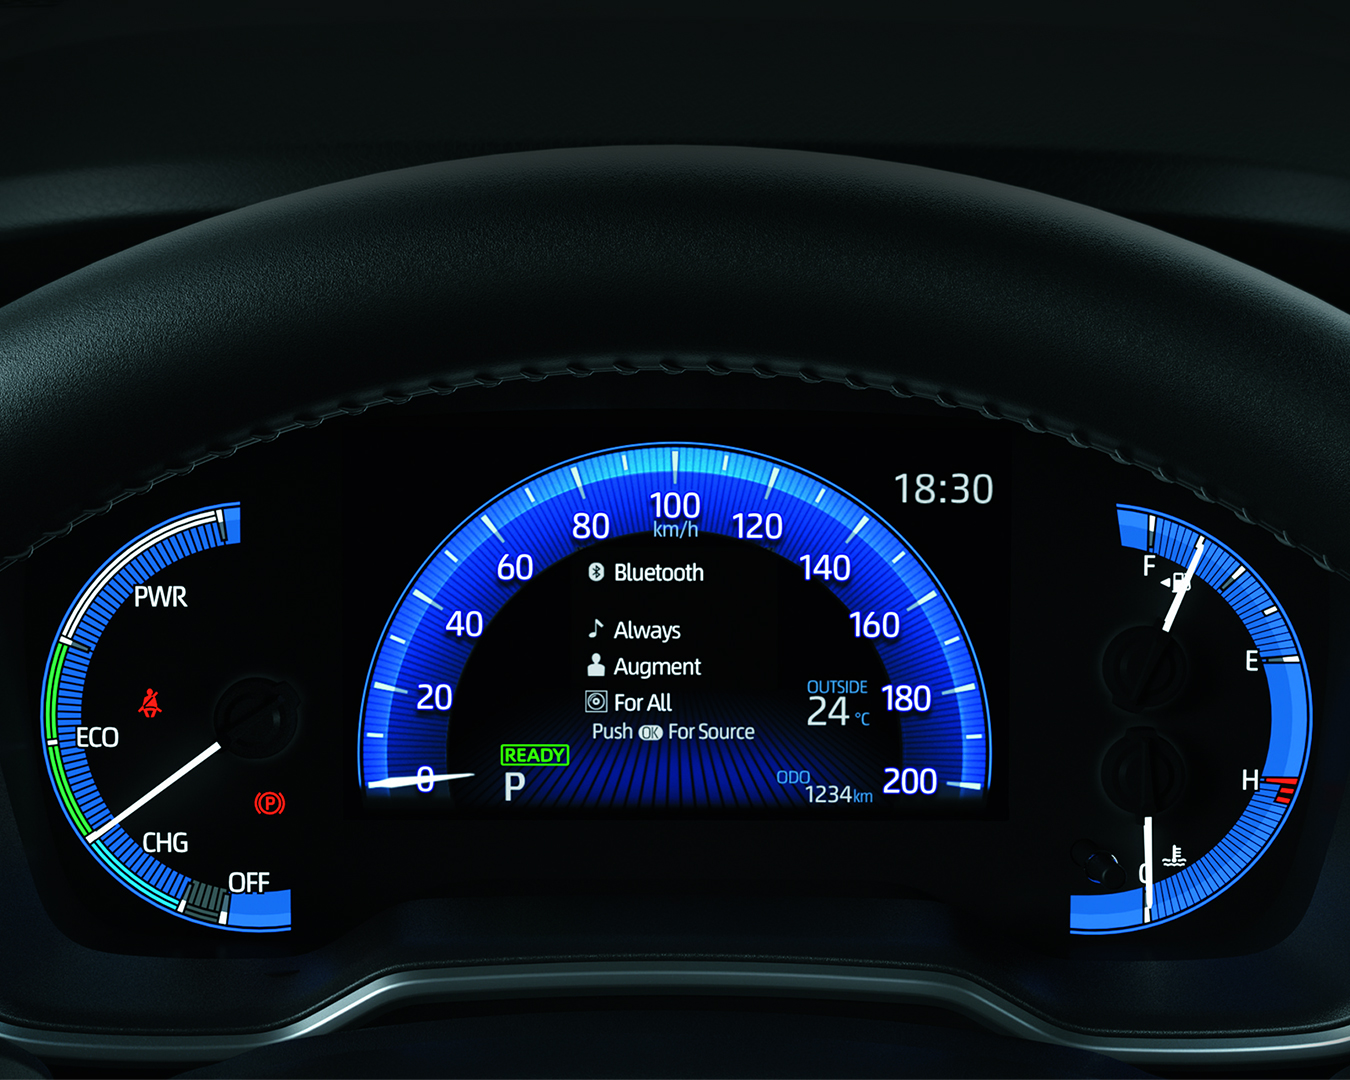 18:30
100
km/h
80
120
60
140
40
160
20
180
0
200
Bluetooth
Always
Augment
For All
Push OK For Source
OUTSIDE
24 °C
READY
P
ODO
1234km
PWR
ECO
CHG
OFF
(P)
F
E
H
C